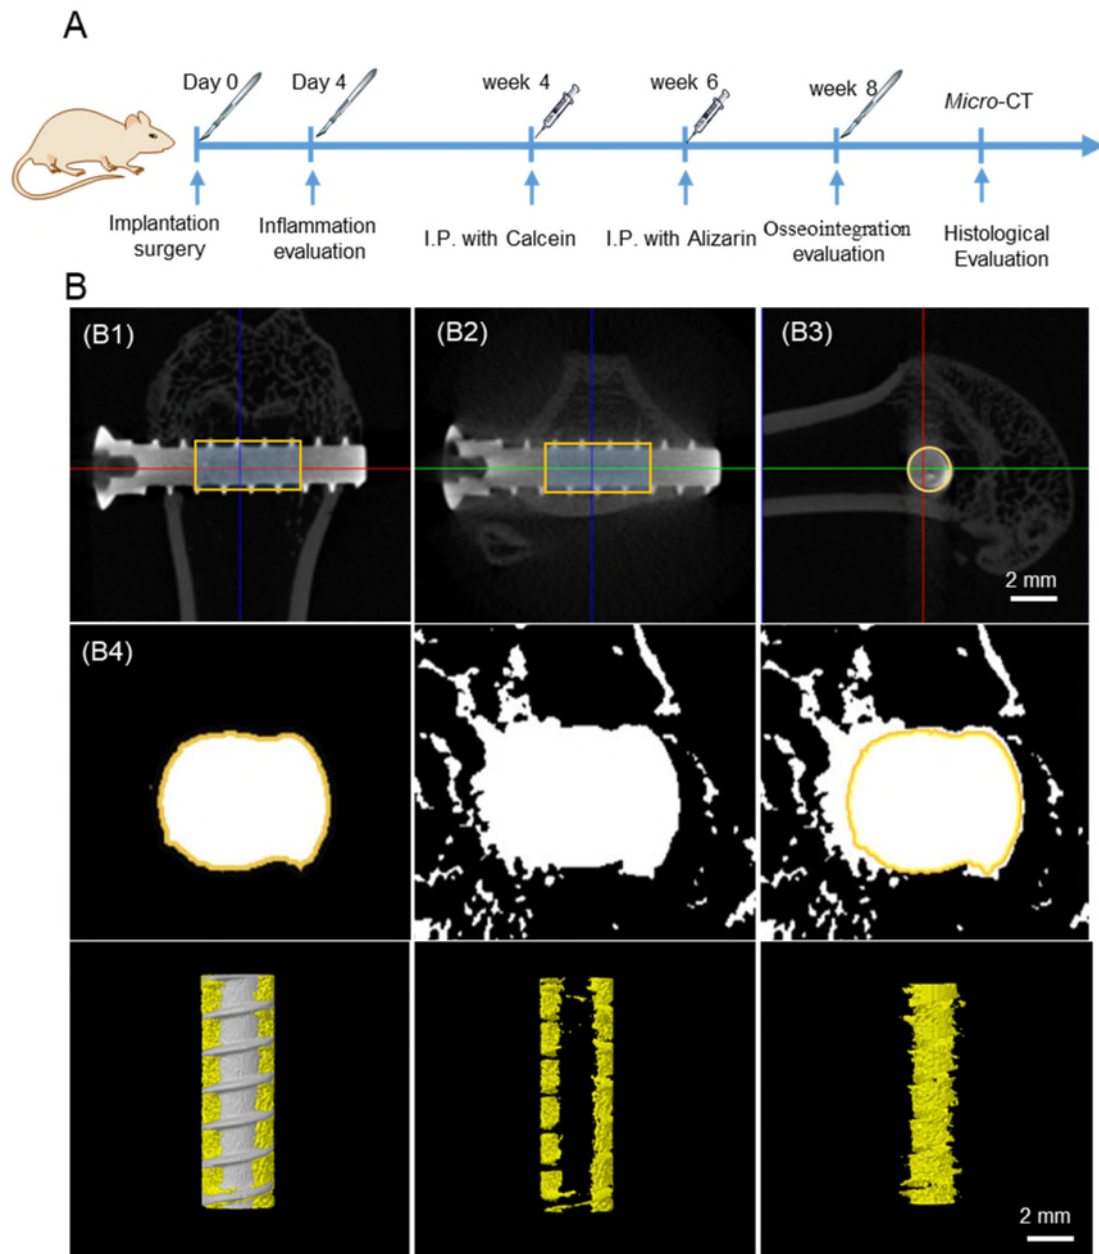 A
Day 0
Day 4
week 4
week 6
week 8
Micro-CT
Implantation
surgery
Inflammation
evaluation
I.P. with Calcein
I.P. with Alizarin
Osseointegration
evaluation
Histological
Evaluation
B
(B1)
(B2)
(B3)
2 mm
(B4)
2 mm